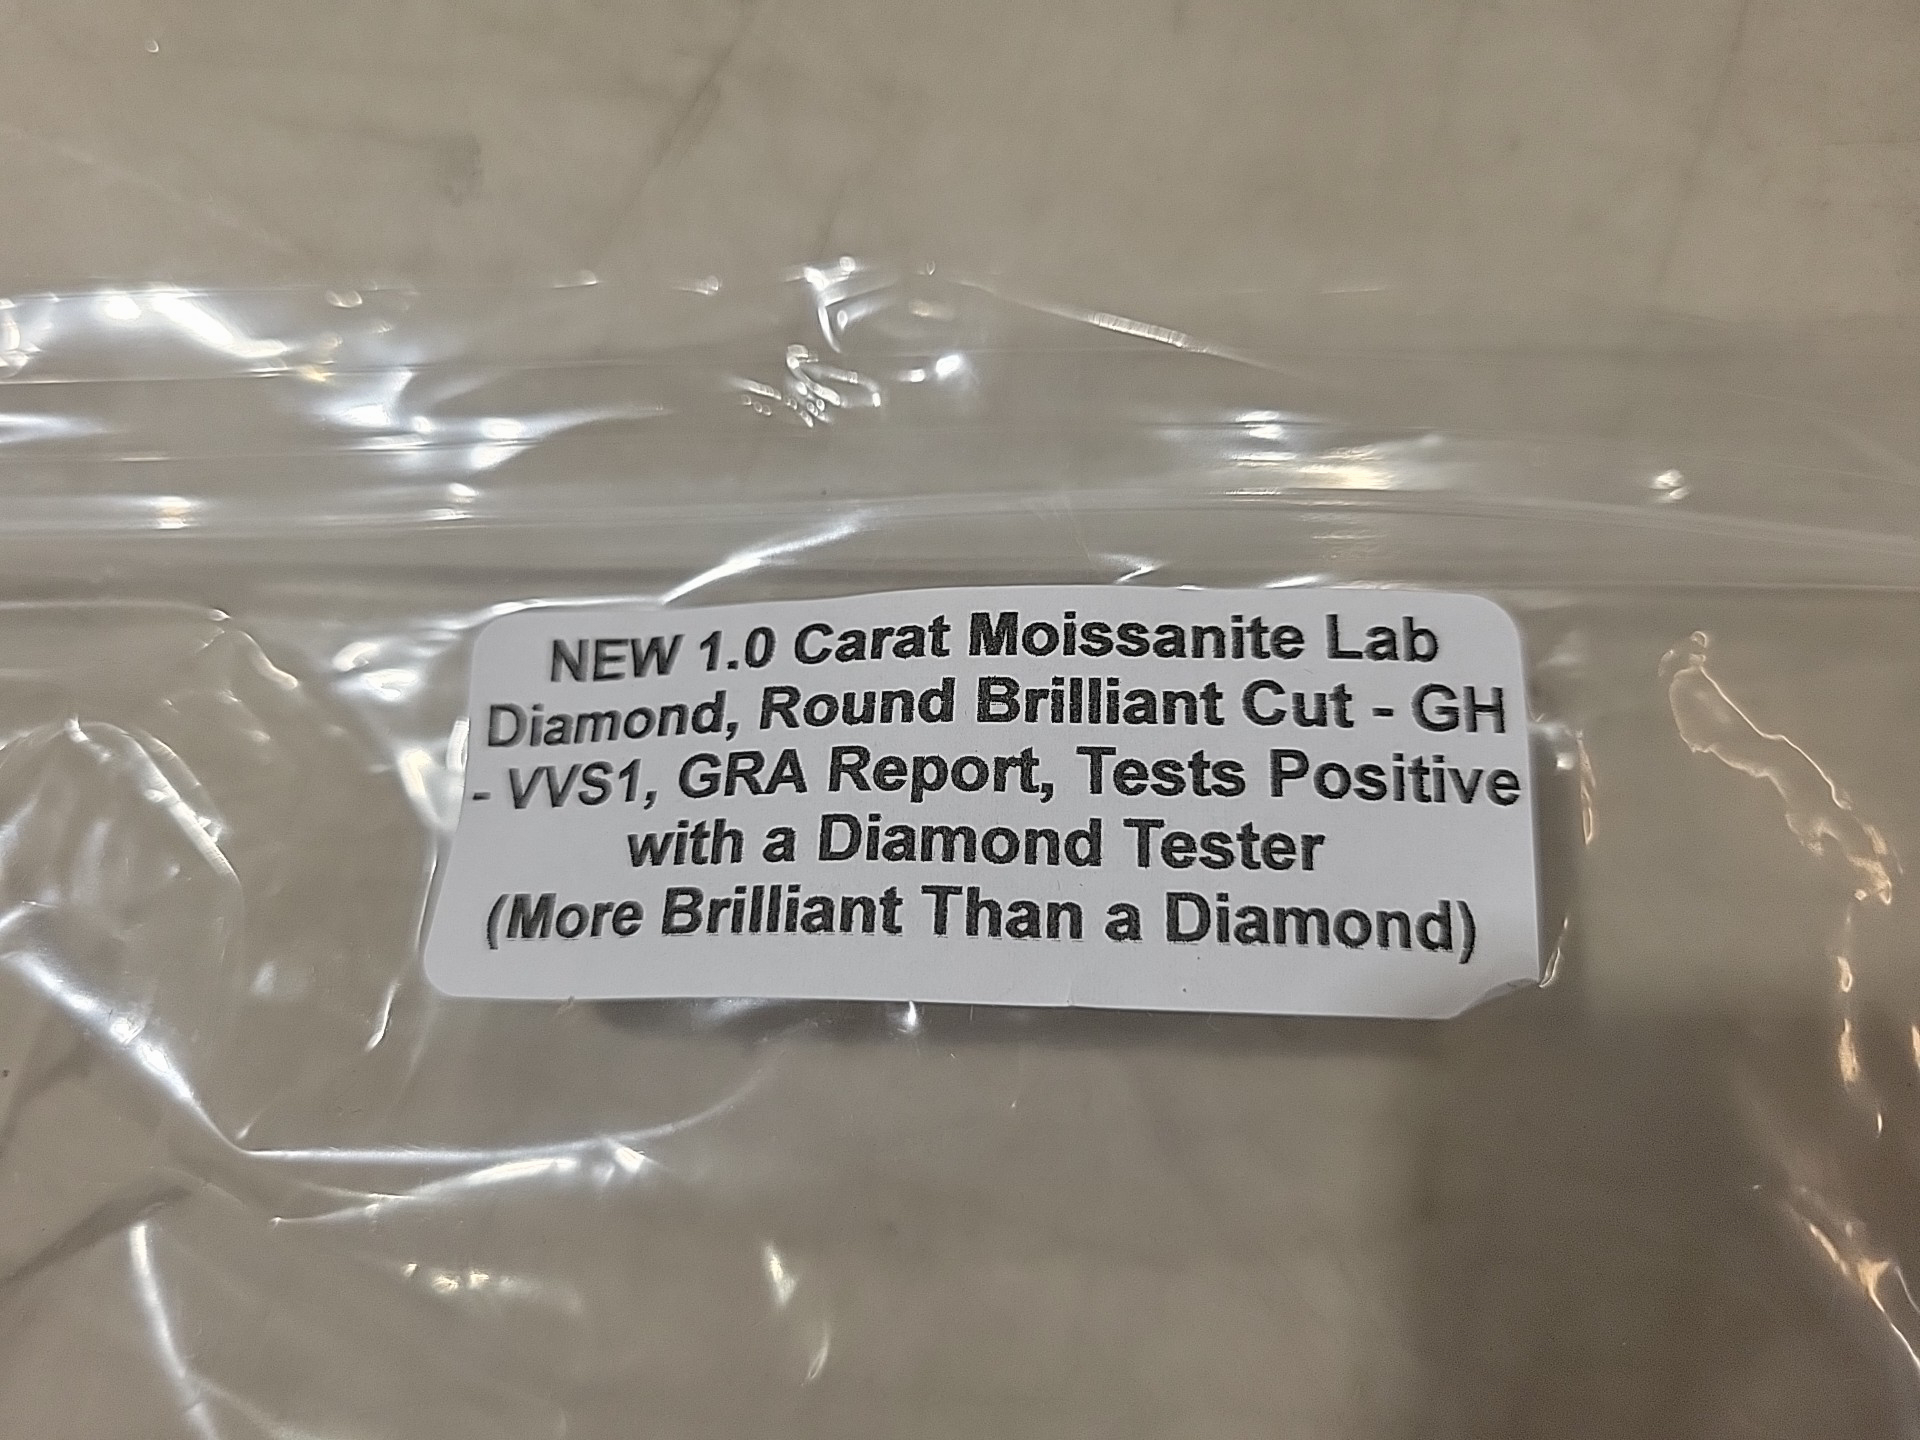 NEW 1.0 Carat Moissanite Lab
Diamond, Round Brilliant Cut - GH
- VVS1, GRA Report, Tests Positive
with a Diamond Tester
(More Brilliant Than a Diamond)